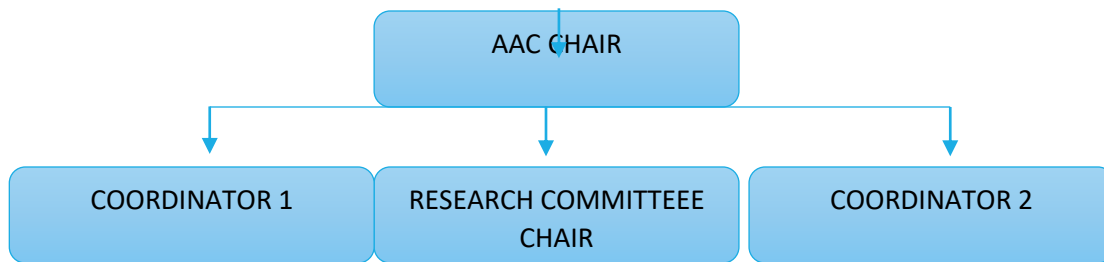 AAC CHAIR
COORDINATOR 1
RESEARCH COMMITTEEE
CHAIR
COORDINATOR 2